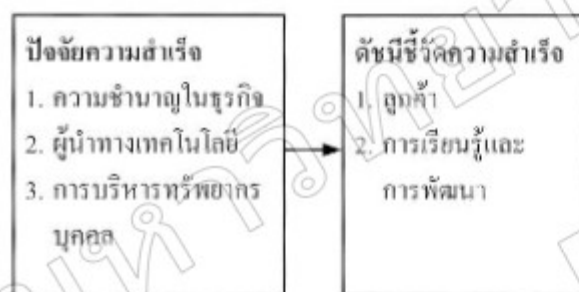 ปัจจัยความสำเร็จ
1. ความชำนาญในธุรกิจ
2. ผู้นำทางเทคโนโลยี
3. การบริหารทรัพยากร
บุคคล
ดัชนีชี้วัดความสำเร็จ
1. ลูกค้า
2. การเรียนรู้และ
การพัฒนา